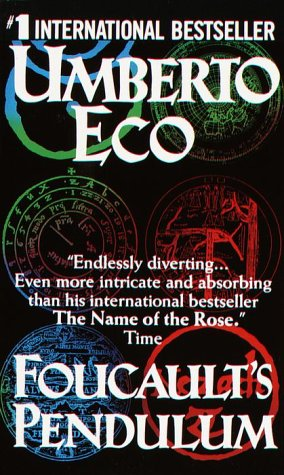 #1 INTERNATIONAL BESTSELLER
UMBERTO
ECO
“Endlessly diverting...
Even more intricate and absorbing
than his international bestseller
The Name of the Rose.”
Time
FOUCAULT'S
PENDULUM